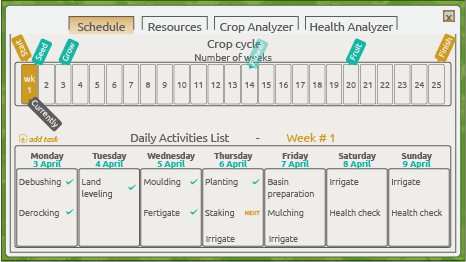 Schedule Resources Crop Analyzer Health Analyzer
Crop cycle
Number of weeks
Start Seed Grow Fruit Finish
wk 1 2 3 4 5 6 7 8 9 10 11 12 13 14 15 16 17 18 19 20 21 22 23 24 25
Currently
add task Daily Activities List - Week # 1
Monday Tuesday Wednesday Thursday Friday Saturday Sunday
3 April 4 April 5 April 6 April 7 April 8 April 9 April
Debushing Land leveling Moulding Planting Basin preparation Irrigate Irrigate
Derocking Fertigate Staking NEXT Mulching Health check Health check
Irrigate Irrigate